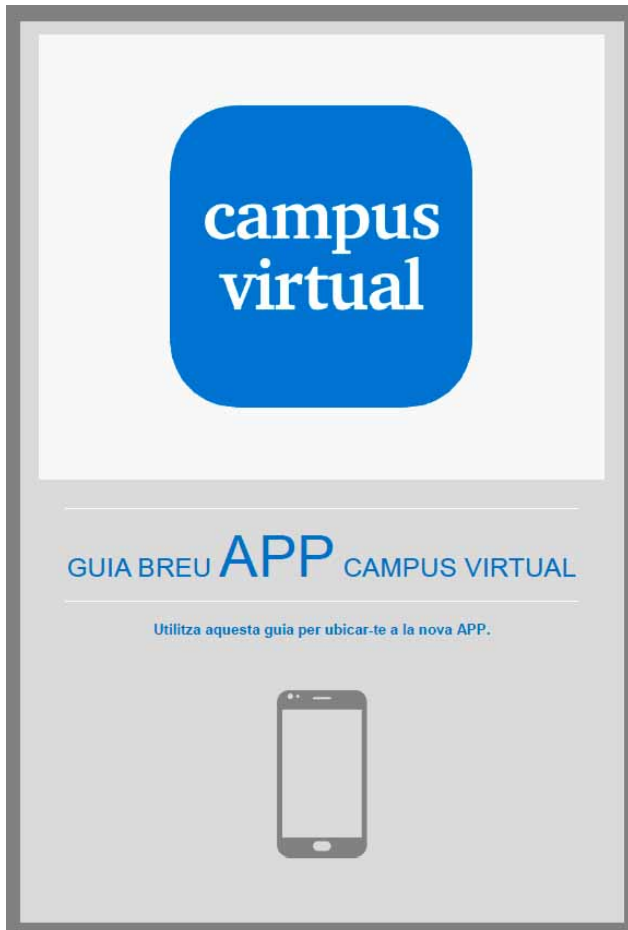 campus
virtual
GUIA BREU APP CAMPUS VIRTUAL
Utilitza aquesta guia per ubicar-te a la nova APP.